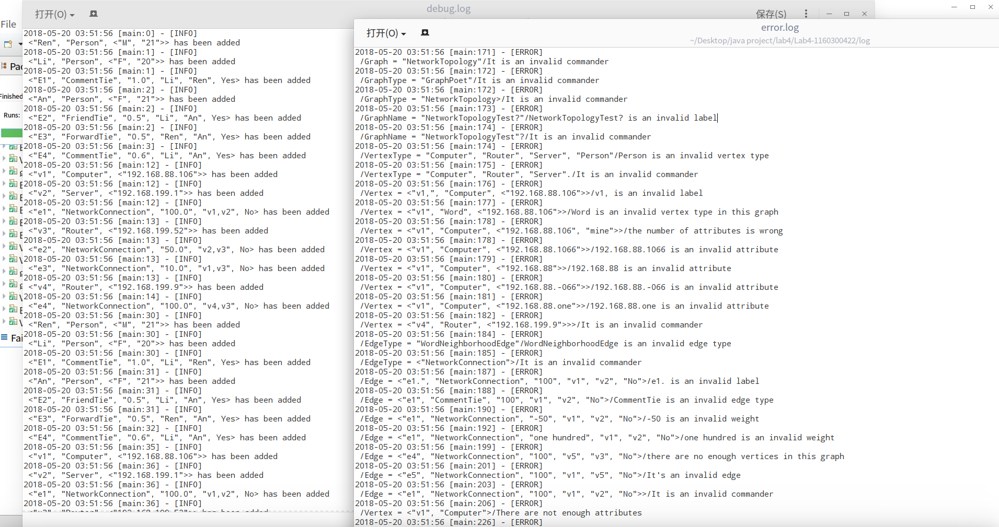 File
Pac
Finished
Runs:
Fai
打开(O)
debug.log
保存(S)
2018-05-20 03:51:56 [main:0] - [INFO]
<"Ren", "Person", <"M", "21">> has been added
2018-05-20 03:51:56 [main:1] - [INFO]
<"Li", "Person", <"F", "20">> has been added
2018-05-20 03:51:56 [main:1] - [INFO]
<"E1", "CommentTie", "1.0", "Li", "Ren", Yes> has been added
2018-05-20 03:51:56 [main:2] - [INFO]
<"An", "Person", <"F", "21">> has been added
2018-05-20 03:51:56 [main:2] - [INFO]
<"E2", "FriendTie", "0.5", "Li", "An", Yes> has been added
2018-05-20 03:51:56 [main:2] - [INFO]
<"E3", "ForwardTie", "0.5", "Ren", "An", Yes> has been added
2018-05-20 03:51:56 [main:3] - [INFO]
<"E4", "CommentTie", "0.6", "Li", "An", Yes> has been added
2018-05-20 03:51:56 [main:12] - [INFO]
<"v1", "Computer", <"192.168.88.106">> has been added
2018-05-20 03:51:56 [main:12] - [INFO]
<"v2", "Server", <"192.168.199.1">> has been added
2018-05-20 03:51:56 [main:12] - [INFO]
<"e1", "NetworkConnection", "100.0", "v1,v2", No> has been added
2018-05-20 03:51:56 [main:13] - [INFO]
<"v3", "Router", <"192.168.199.52">> has been added
2018-05-20 03:51:56 [main:13] - [INFO]
<"e2", "NetworkConnection", "50.0", "v2,v3", No> has been added
2018-05-20 03:51:56 [main:13] - [INFO]
<"e3", "NetworkConnection", "10.0", "v1,v3", No> has been added
2018-05-20 03:51:56 [main:13] - [INFO]
<"v4", "Router", <"192.168.199.9">> has been added
2018-05-20 03:51:56 [main:14] - [INFO]
<"e4", "NetworkConnection", "100.0", "v4,v3", No> has been added
2018-05-20 03:51:56 [main:30] - [INFO]
<"Ren", "Person", <"M", "21">> has been added
2018-05-20 03:51:56 [main:30] - [INFO]
<"Li", "Person", <"F", "20">> has been added
2018-05-20 03:51:56 [main:30] - [INFO]
<"E1", "CommentTie", "1.0", "Li", "Ren", Yes> has been added
2018-05-20 03:51:56 [main:31] - [INFO]
<"An", "Person", <"F", "21">> has been added
2018-05-20 03:51:56 [main:31] - [INFO]
<"E2", "FriendTie", "0.5", "Li", "An", Yes> has been added
2018-05-20 03:51:56 [main:31] - [INFO]
<"E3", "ForwardTie", "0.5", "Ren", "An", Yes> has been added
2018-05-20 03:51:56 [main:32] - [INFO]
<"E4", "CommentTie", "0.6", "Li", "An", Yes> has been added
2018-05-20 03:51:56 [main:35] - [INFO]
<"v1", "Computer", <"192.168.88.106">> has been added
2018-05-20 03:51:56 [main:36] - [INFO]
<"v2", "Server", <"192.168.199.1">> has been added
2018-05-20 03:51:56 [main:36] - [INFO]
<"e1", "NetworkConnection", "100.0", "v1,v2", No> has been added
2018-05-20 03:51:56 [main:36] - [INFO]
打开(O)
error.log
~/Desktop/java project/lab4/Lab4-1160300422/log
2018-05-20 03:51:56 [main:171] - [ERROR]
/Graph = "NetworkTopology"/It is an invalid commander
2018-05-20 03:51:56 [main:172] - [ERROR]
/GraphType = "GraphPoet"/It is an invalid commander
2018-05-20 03:51:56 [main:172] - [ERROR]
/GraphType = "NetworkTopology>/It is an invalid commander
2018-05-20 03:51:56 [main:173] - [ERROR]
/GraphName = "NetworkTopologyTest?"/NetworkTopologyTest? is an invalid label
2018-05-20 03:51:56 [main:174] - [ERROR]
/GraphName = "NetworkTopologyTest"?/It is an invalid commander
2018-05-20 03:51:56 [main:174] - [ERROR]
/VertexType = "Computer", "Router", "Server", "Person"/Person is an invalid vertex type
2018-05-20 03:51:56 [main:175] - [ERROR]
/VertexType = "Computer", "Router", "Server"./It is an invalid commander
2018-05-20 03:51:56 [main:176] - [ERROR]
/Vertex = <"v1,", "Computer", <"192.168.88.106">>/v1, is an invalid label
2018-05-20 03:51:56 [main:177] - [ERROR]
/Vertex = <"v1", "Word", <"192.168.88.106">>/Word is an invalid vertex type in this graph
2018-05-20 03:51:56 [main:178] - [ERROR]
/Vertex = <"v1", "Computer", <"192.168.88.106", "mine">>/the number of attributes is wrong
2018-05-20 03:51:56 [main:178] - [ERROR]
/Vertex = <"v1", "Computer", <"192.168.88.1066">>/192.168.88.1066 is an invalid attribute
2018-05-20 03:51:56 [main:179] - [ERROR]
/Vertex = <"v1", "Computer", <"192.168.88">>/192.168.88 is an invalid attribute
2018-05-20 03:51:56 [main:180] - [ERROR]
/Vertex = <"v1", "Computer", <"192.168.88.-066">>/192.168.88.-066 is an invalid attribute
2018-05-20 03:51:56 [main:181] - [ERROR]
/Vertex = <"v1", "Computer", <"192.168.88.one">>/192.168.88.one is an invalid attribute
2018-05-20 03:51:56 [main:182] - [ERROR]
/Vertex = <"v4", "Router", <"192.168.199.9">>>/It is an invalid commander
2018-05-20 03:51:56 [main:184] - [ERROR]
/EdgeType = "WordNeighborhoodEdge"/WordNeighborhoodEdge is an invalid edge type
2018-05-20 03:51:56 [main:185] - [ERROR]
/EdgeType = <"NetworkConnection">/It is an invalid commander
2018-05-20 03:51:56 [main:187] - [ERROR]
/Edge = <"e1.", "NetworkConnection", "100", "v1", "v2", "No">/e1. is an invalid label
2018-05-20 03:51:56 [main:188] - [ERROR]
/Edge = <"e1", "CommentTie", "100", "v1", "v2", "No">/CommentTie is an invalid edge type
2018-05-20 03:51:56 [main:190] - [ERROR]
/Edge = <"e1", "NetworkConnection", "-50", "v1", "v2", "No">/-50 is an invalid weight
2018-05-20 03:51:56 [main:192] - [ERROR]
/Edge = <"e1", "NetworkConnection", "one hundred", "v1", "v2", "No">/one hundred is an invalid weight
2018-05-20 03:51:56 [main:199] - [ERROR]
/Edge = <"e4", "NetworkConnection", "100", "v5", "v3", "No">/there are no enough vertices in this graph
2018-05-20 03:51:56 [main:201] - [ERROR]
/Edge = <"e5", "NetworkConnection", "100", "v1", "v5", "No">/It's an invalid edge
2018-05-20 03:51:56 [main:203] - [ERROR]
/Edge = <"e1", "NetworkConnection", "100", "v1", "v2", "No">>/It is an invalid commander
2018-05-20 03:51:56 [main:206] - [ERROR]
/Vertex = <"v1", "Computer">/There are not enough attributes
2018-05-20 03:51:56 [main:226] - [ERROR]